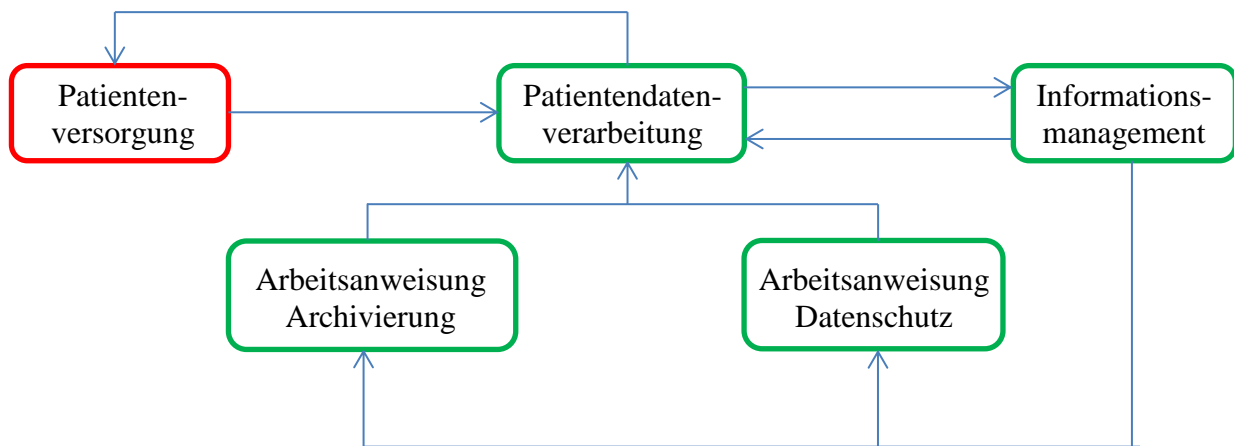 Patienten-
versorgung
Patientendaten-
verarbeitung
Informations-
management
Arbeitsanweisung
Archivierung
Arbeitsanweisung
Datenschutz